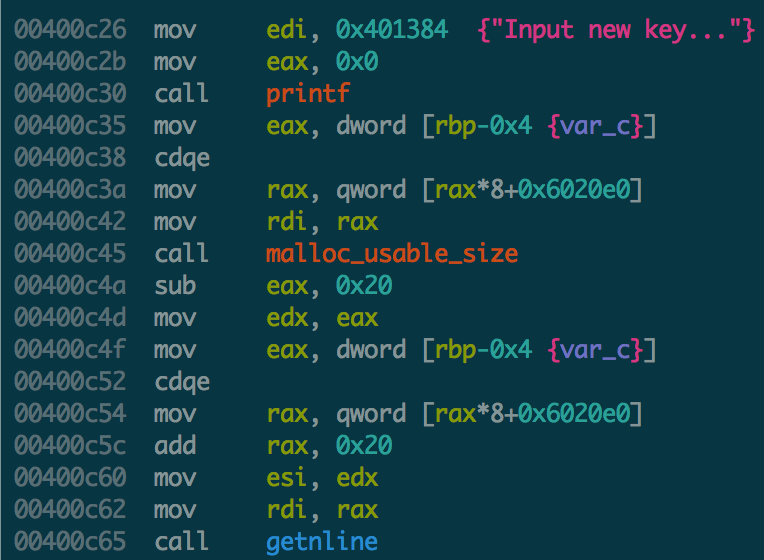 00400c26 mov edi, 0x401384 {"Input new key..."}
00400c2b mov eax, 0x0
00400c30 call printf
00400c35 mov eax, dword [rbp-0x4 {var_c}]
00400c38 cdqe
00400c3a mov rax, qword [rax*8+0x6020e0]
00400c42 mov rdi, rax
00400c45 call malloc_usable_size
00400c4a sub eax, 0x20
00400c4d mov edx, eax
00400c4f mov eax, dword [rbp-0x4 {var_c}]
00400c52 cdqe
00400c54 mov rax, qword [rax*8+0x6020e0]
00400c5c add rax, 0x20
00400c60 mov esi, edx
00400c62 mov rdi, rax
00400c65 call getnline